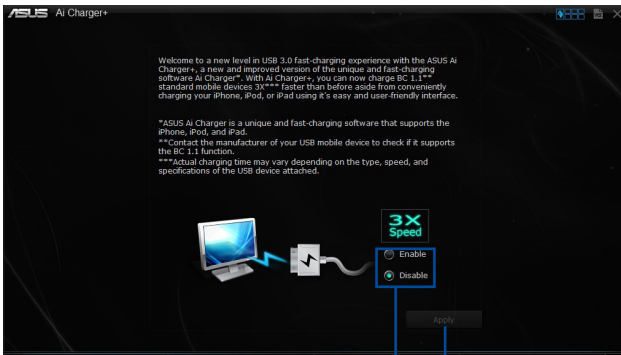 ASUS Ai Charger+
Welcome to a new level in USB 3.0 fast-charging experience with the ASUS Ai
Charger+, a new and improved version of the unique and fast-charging
software Ai Charger*. With Ai Charger+, you can now charge BC 1.1**
standard mobile devices 3X*** faster than before aside from conveniently
charging your iPhone, iPod, or iPad using it's easy and user-friendly interface.
*ASUS Ai Charger is a unique and fast-charging software that supports the
iPhone, iPod, and iPad.
**Contact the manufacturer of your USB mobile device to check if it supports
the BC 1.1 function.
***Actual charging time may vary depending on the type, speed, and
specifications of the USB device attached.
3X
Speed
Enable
Disable
Apply